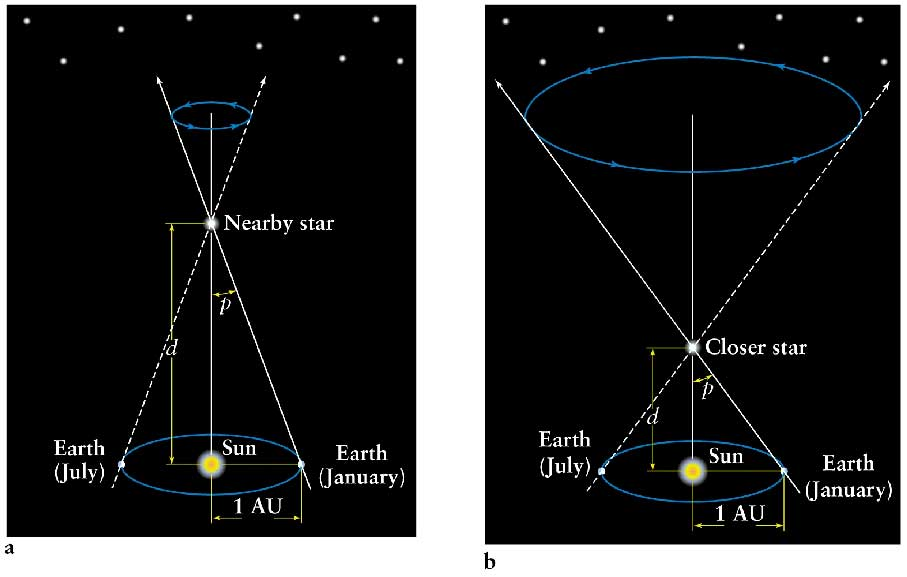 Nearby star
p
d
Earth
(July)
Sun
Earth
(January)
1 AU
a
Closer star
p
d
Earth
(July)
Sun
Earth
(January)
1 AU
b